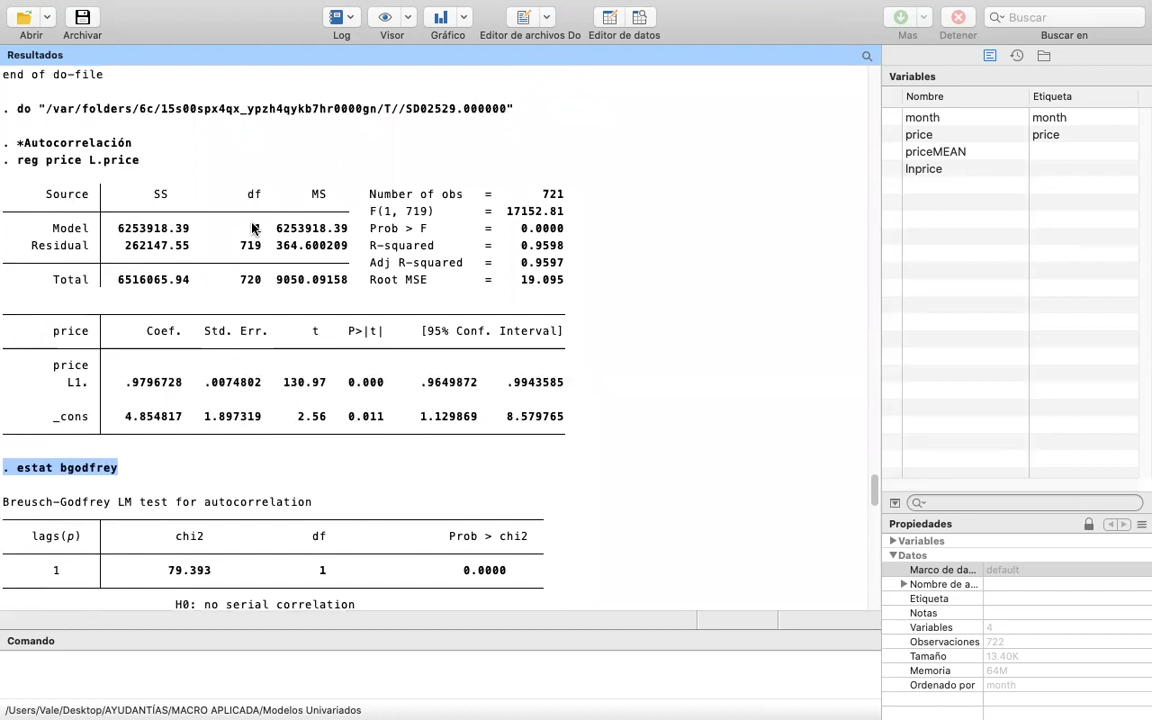 Abrir
Archivar
Log
Visor
Gráfico
Editor de archivos Do
Editor de datos
Mas
Detener
Buscar
Buscar en
Resultados
end of do-file
. do "/var/folders/6c/15s00spx4qx_ypzh4qykb7hr0000gn/T//SD02529.000000"
. *Autocorrelación
. reg price L.price
Source SS df MS Number of obs = 721
F(1, 719) = 17152.81
Model 6253918.39 6253918.39 Prob > F = 0.0000
Residual 262147.55 719 364.600209 R-squared = 0.9598
Adj R-squared = 0.9597
Total 6516065.94 720 9050.09158 Root MSE = 19.095
price Coef. Std. Err. t P>|t| [95% Conf. Interval]
price
L1. .9796728 .0074802 130.97 0.000 .9649872 .9943585
_cons 4.854817 1.897319 2.56 0.011 1.129869 8.579765
. estat bgodfrey
Breusch-Godfrey LM test for autocorrelation
lags(p) chi2 df Prob > chi2
1 79.393 1 0.0000
H0: no serial correlation
Comando
/Users/Vale/Desktop/AYUDANTÍAS/MACRO APLICADA/Modelos Univariados
Variables
Nombre Etiqueta
month month
price price
priceMEAN
lnprice
Propiedades
Variables
Datos
Marco de da... default
Nombre de a...
Etiqueta
Notas
Variables 4
Observaciones 722
Tamaño 13.40K
Memoria 64M
Ordenado por month